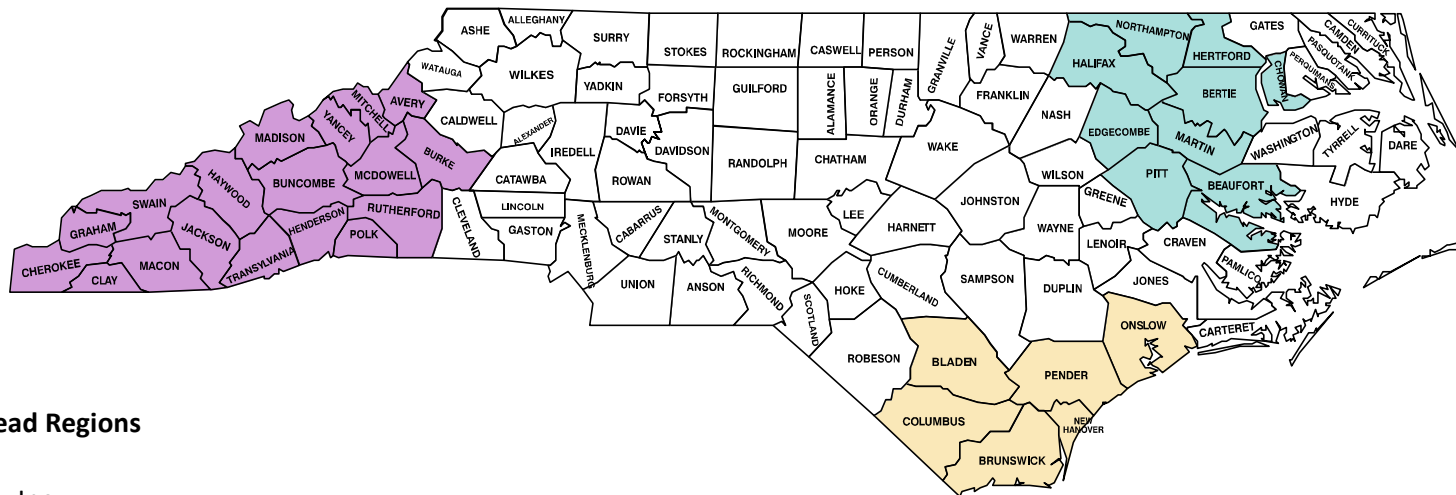 ASHE
ALLEGHANY
SURRY
STOKES
ROCKINGHAM
CASWELL
PERSON
GRANVILLE
VANCE
WARREN
NORTHAMPTON
GATES
CURRITUCK
CAMDEN
PASQUOTANK
PERQUIMANS
HERTFORD
HALIFAX
CHOWAN
BERTIE
WATAUGA
WILKES
YADKIN
FORSYTH
GUILFORD
ALAMANCE
ORANGE
DURHAM
FRANKLIN
NASH
EDGECOMBE
MARTIN
WASHINGTON
TYRRELL
DARE
AVERY
MITCHELL
YANCEY
MADISON
CALDWELL
ALEXANDER
IREDELL
DAVIE
DAVIDSON
RANDOLPH
CHATHAM
WAKE
WILSON
PITT
BEAUFORT
HYDE
BURKE
MCDOWELL
BUNCOMBE
HAYWOOD
CATAWBA
ROWAN
JOHNSTON
GREENE
SWAIN
GRAHAM
JACKSON
HENDERSON
RUTHERFORD
POLK
CLEVELAND
LINCOLN
GASTON
MECKLENBURG
CABARRUS
STANLY
MONTGOMERY
MOORE
LEE
HARNETT
WAYNE
LENOIR
CRAVEN
PAMLICO
CHEROKEE
CLAY
MACON
TRANSYLVANIA
UNION
ANSON
RICHMOND
SCOTLAND
HOKE
CUMBERLAND
SAMPSON
DUPLIN
JONES
CARTERET
ONSLOW
ROBESON
BLADEN
PENDER
COLUMBUS
NEW
HANOVER
BRUNSWICK
ead Regions